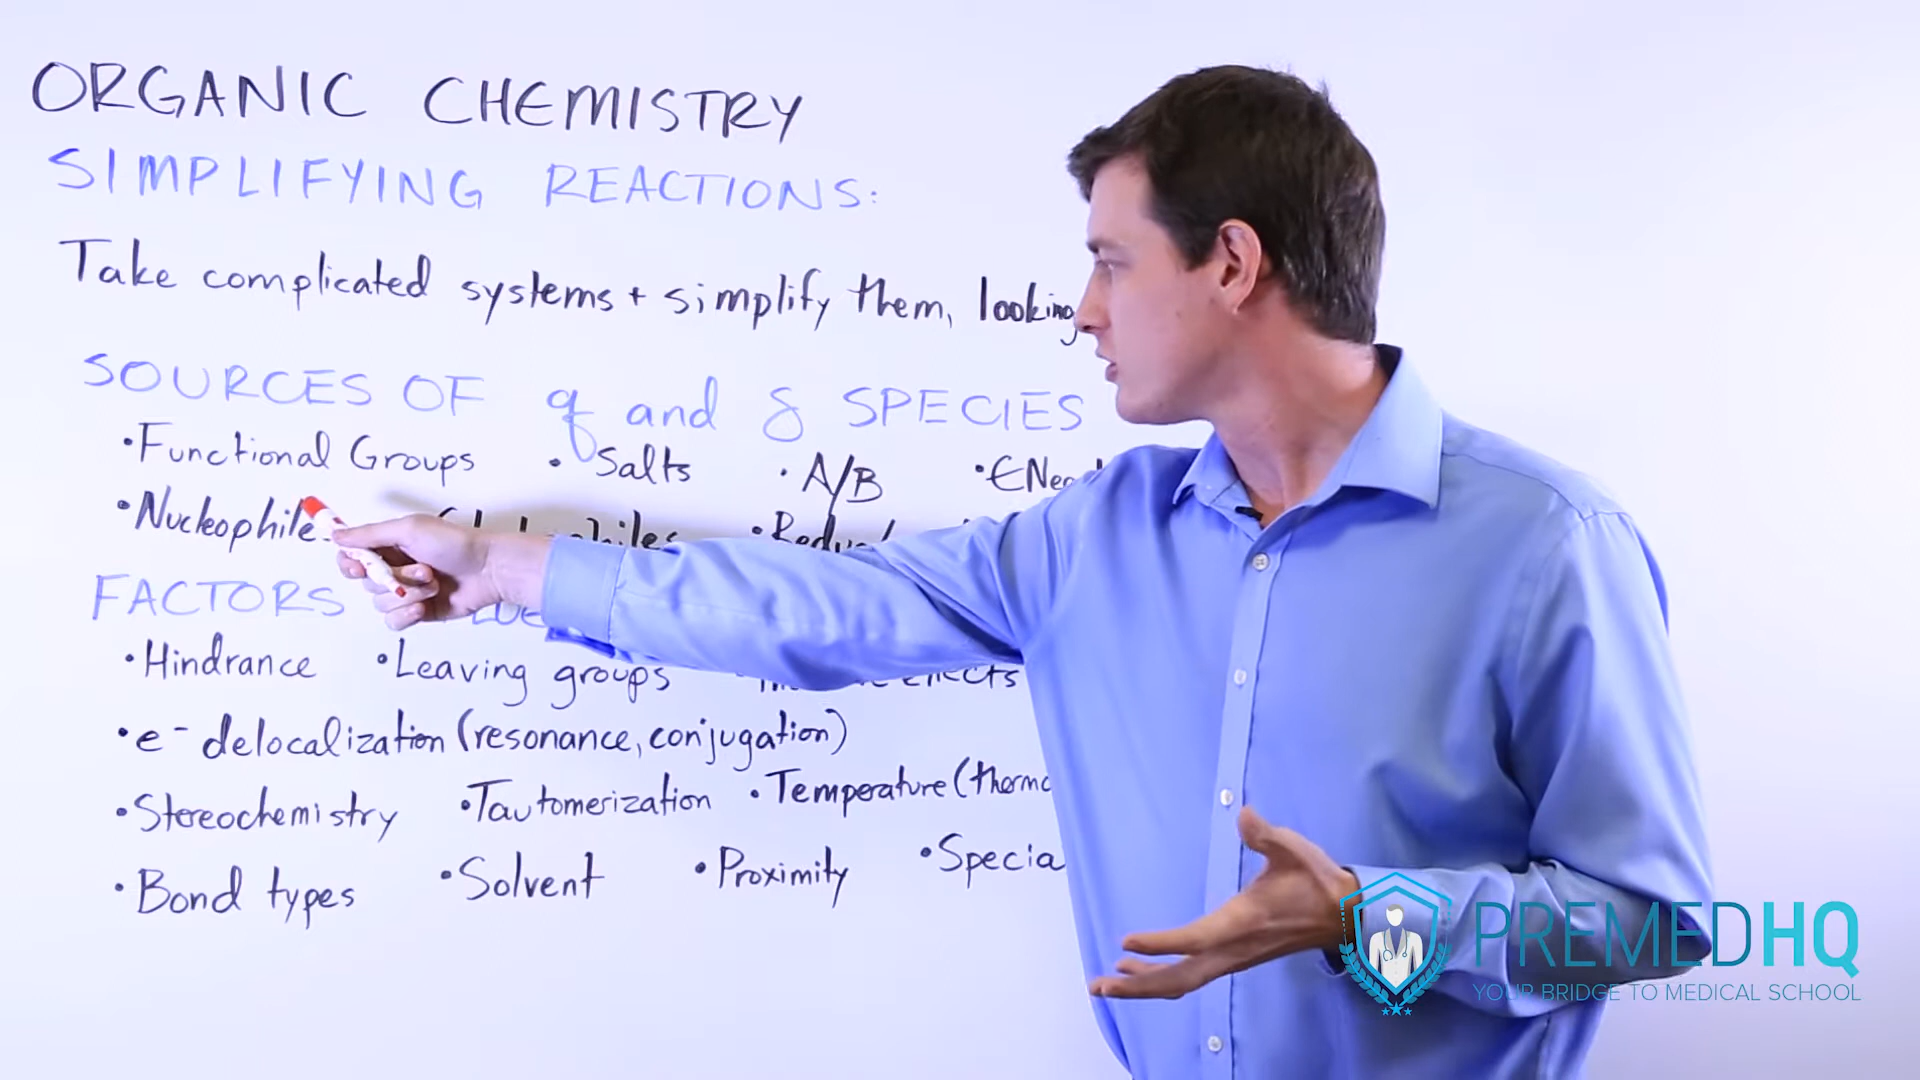 ORGANIC CHEMISTRY
SIMPLIFYING REACTIONS:
Take complicated systems + simplify them, looking
SOURCES OF q and δ SPECIES
•Functional Groups •Salts •A/B
•Nucleophile
FACTORS
•Hindrance •Leaving groups
•e⁻ delocalization (resonance, conjugation)
•Stereochemistry •Tautomerization •Temperature (thermo
•Bond types •Solvent •Proximity •Specia
PREMEDHQ
YOUR BRIDGE TO MEDICAL SCHOOL